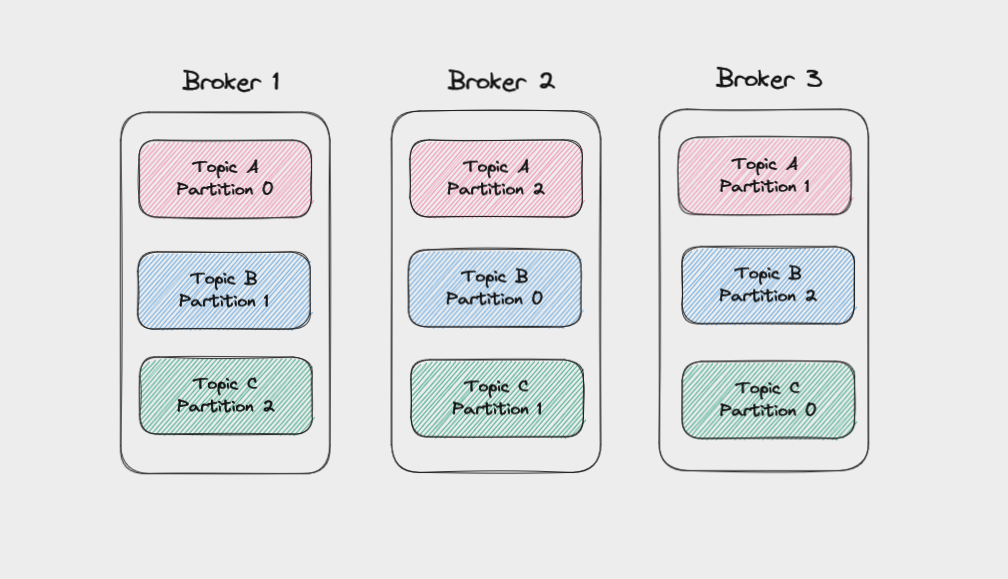 Broker 1
Topic A
Partition 0
Topic B
Partition 1
Topic C
Partition 2
Broker 2
Topic A
Partition 2
Topic B
Partition 0
Topic C
Partition 1
Broker 3
Topic A
Partition 1
Topic B
Partition 2
Topic C
Partition 0